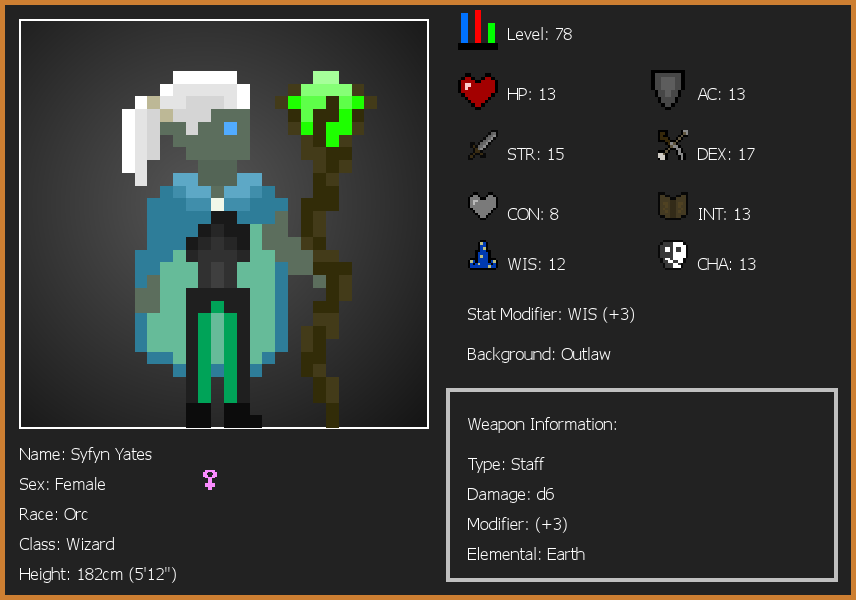 Level: 78
HP: 13
AC: 13
STR: 15
DEX: 17
CON: 8
INT: 13
WIS: 12
CHA: 13
Stat Modifier: WIS (+3)
Background: Outlaw
Weapon Information:
Type: Staff
Damage: d6
Modifier: (+3)
Elemental: Earth
Name: Syfyn Yates
Sex: Female
Race: Orc
Class: Wizard
Height: 182cm (5'12")